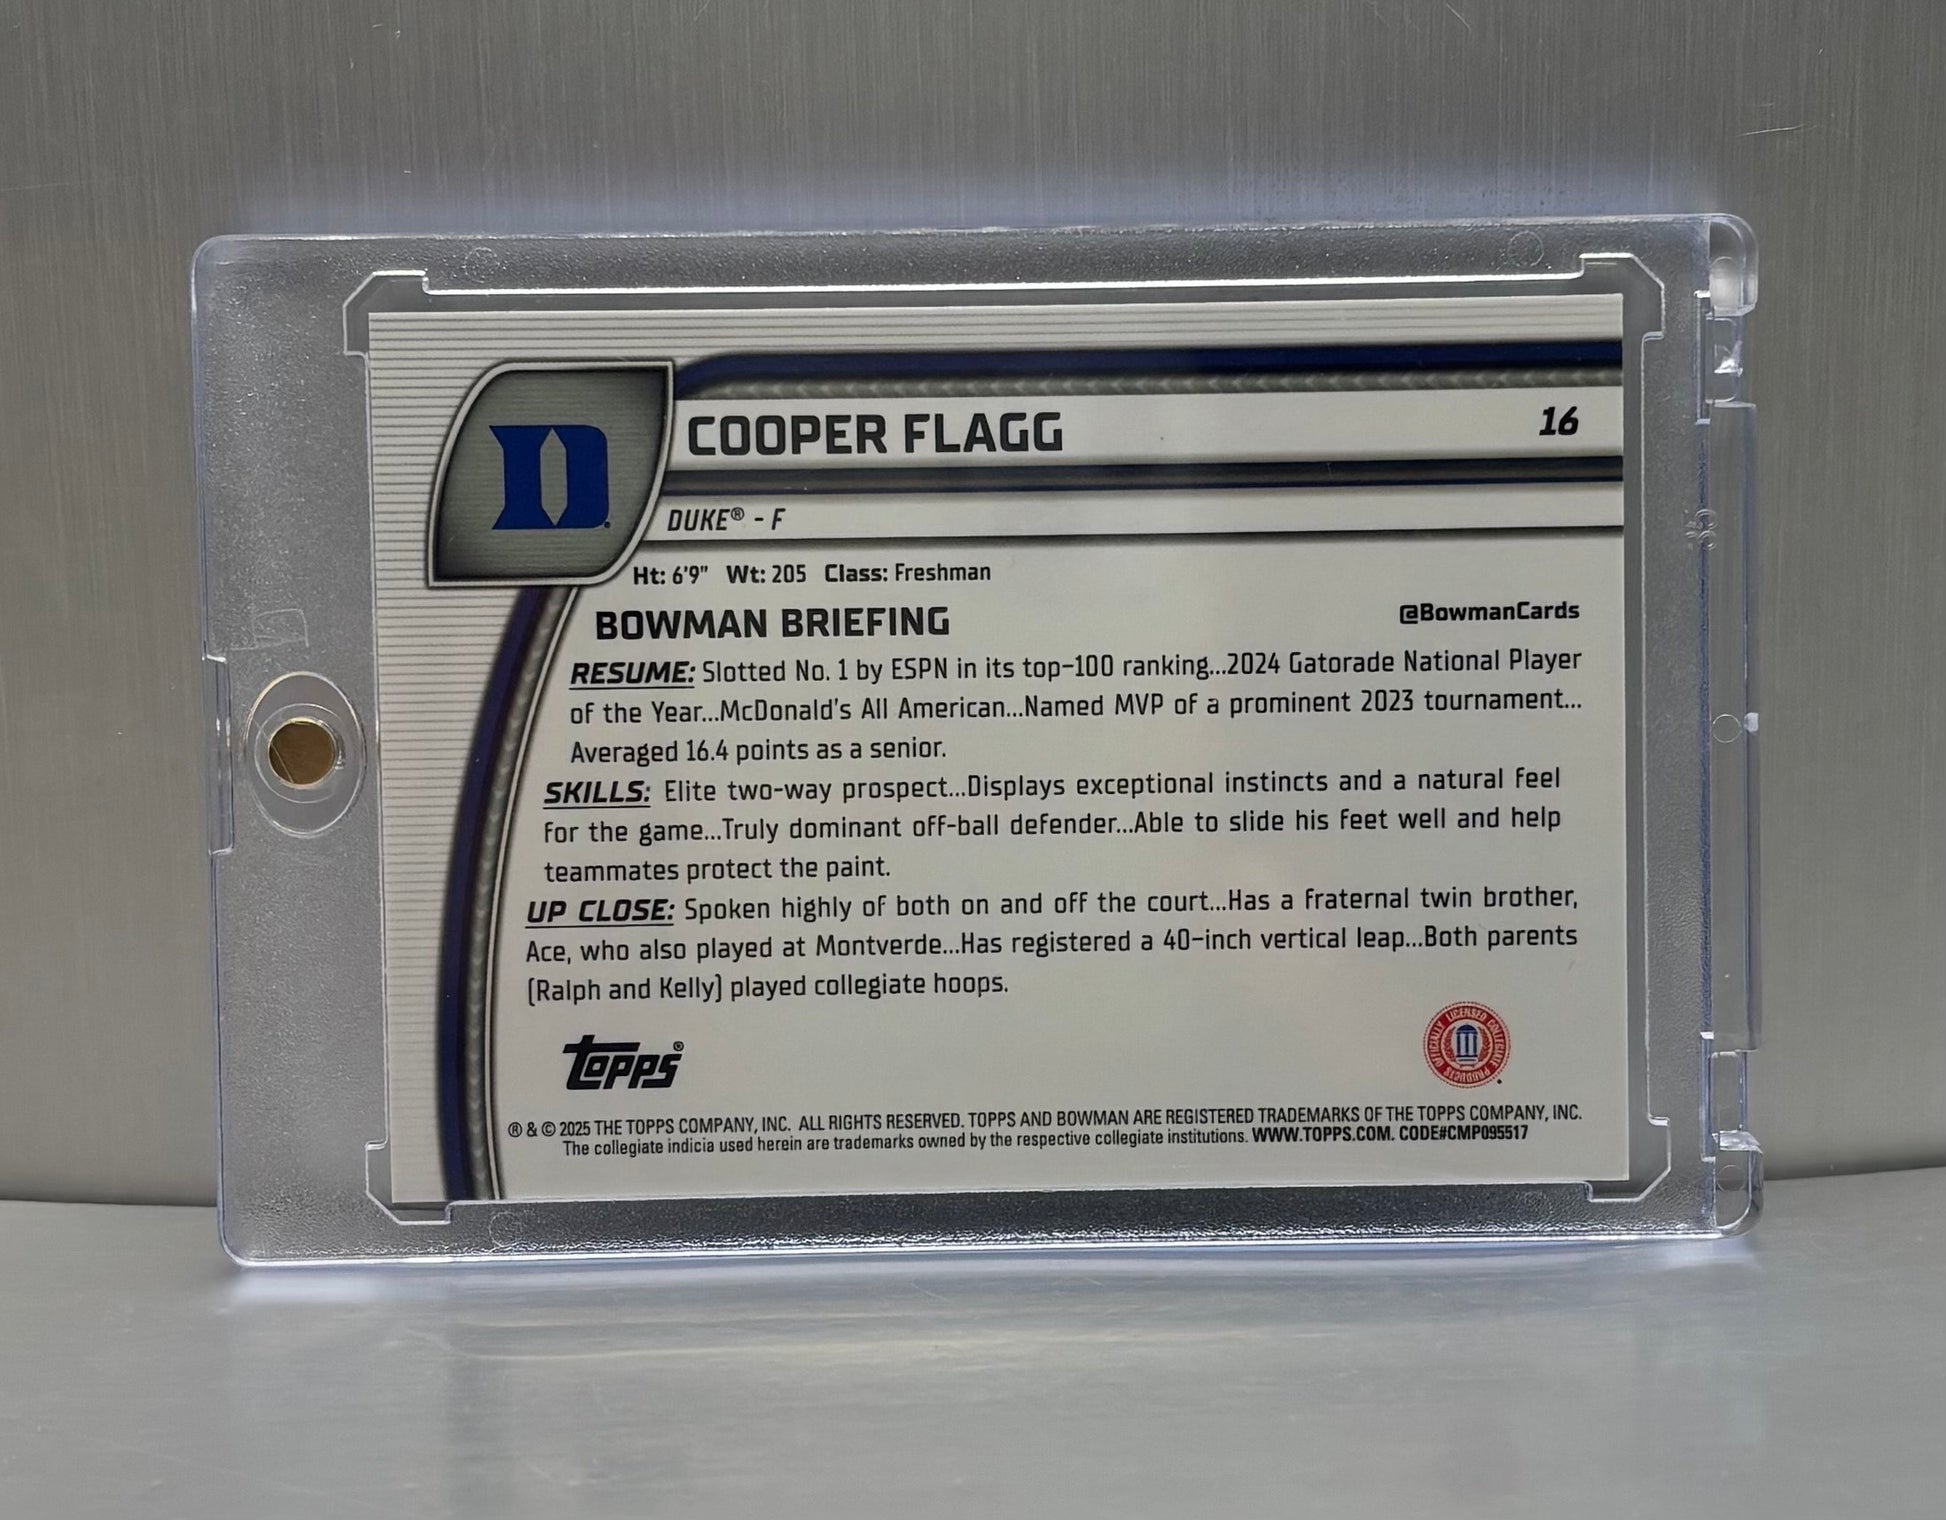 COOPER FLAGG
16
D
DUKE® - F
Ht: 6'9" Wt: 205 Class: Freshman
BOWMAN BRIEFING
@BowmanCards
RESUME: Slotted No. 1 by ESPN in its top-100 ranking...2024 Gatorade National Player
of the Year...McDonald's All American...Named MVP of a prominent 2023 tournament...
Averaged 16.4 points as a senior.
SKILLS: Elite two-way prospect...Displays exceptional instincts and a natural feel
for the game...Truly dominant off-ball defender...Able to slide his feet well and help
teammates protect the paint.
UP CLOSE: Spoken highly of both on and off the court...Has a fraternal twin brother,
Ace, who also played at Montverde...Has registered a 40-inch vertical leap...Both parents
(Ralph and Kelly) played collegiate hoops.
topps®
OFFICIALLY LICENSED COLLEGIATE PRODUCTS
® & © 2025 THE TOPPS COMPANY, INC. ALL RIGHTS RESERVED. TOPPS AND BOWMAN ARE REGISTERED TRADEMARKS OF THE TOPPS COMPANY, INC.
The collegiate indicia used herein are trademarks owned by the respective collegiate institutions. WWW.TOPPS.COM. CODE#CMP095517